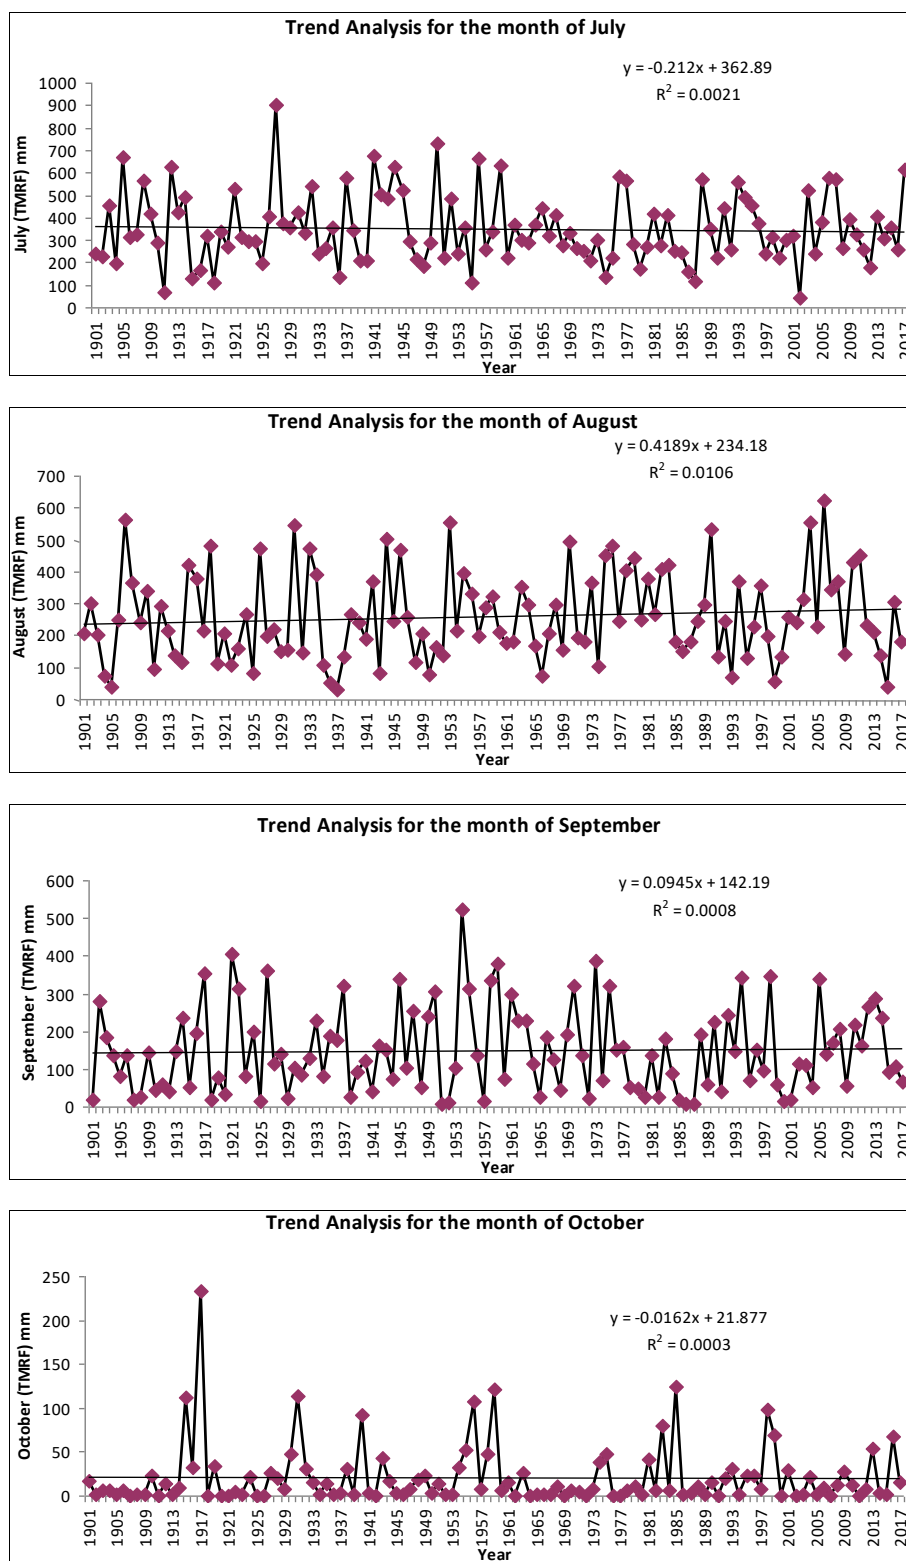 Trend Analysis for the month of July
y = -0.212x + 362.89
R² = 0.0021
July (TMRF) mm
1000
900
800
700
600
500
400
300
200
100
0
1901 1905 1909 1913 1917 1921 1925 1929 1933 1937 1941 1945 1949 1953 1957 1961 1965 1969 1973 1977 1981 1985 1989 1993 1997 2001 2005 2009 2013 2017
Year
Trend Analysis for the month of August
y = 0.4189x + 234.18
R² = 0.0106
August (TMRF) mm
700
600
500
400
300
200
100
0
1901 1905 1909 1913 1917 1921 1925 1929 1933 1937 1941 1945 1949 1953 1957 1961 1965 1969 1973 1977 1981 1985 1989 1993 1997 2001 2005 2009 2013 2017
Year
Trend Analysis for the month of September
y = 0.0945x + 142.19
R² = 0.0008
September (TMRF) mm
600
500
400
300
200
100
0
1901 1905 1909 1913 1917 1921 1925 1929 1933 1937 1941 1945 1949 1953 1957 1961 1965 1969 1973 1977 1981 1985 1989 1993 1997 2001 2005 2009 2013 2017
Year
Trend Analysis for the month of October
y = -0.0162x + 21.877
R² = 0.0003
October (TMRF) mm
250
200
150
100
50
0
1901 1905 1909 1913 1917 1921 1925 1929 1933 1937 1941 1945 1949 1953 1957 1961 1965 1969 1973 1977 1981 1985 1989 1993 1997 2001 2005 2009 2013 2017
Year